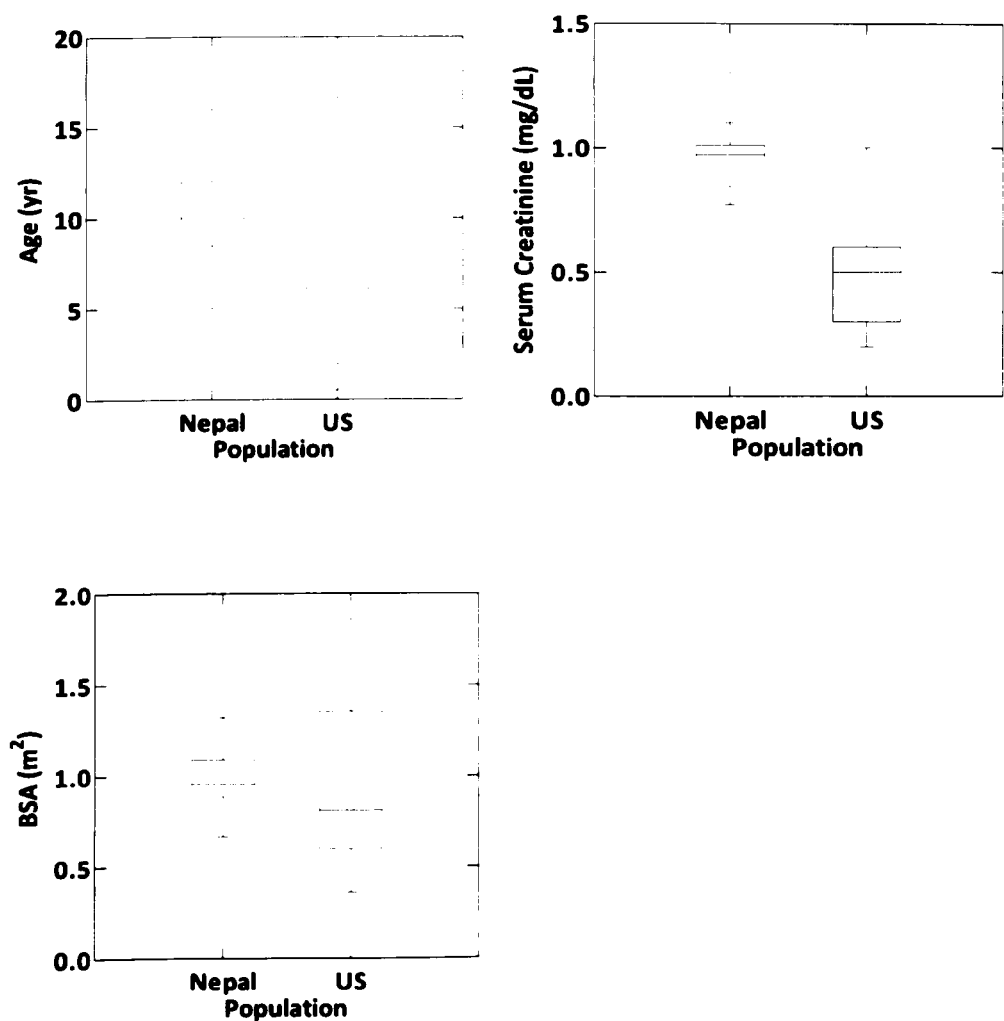 20
15
10
5
0
Age (yr)
Nepal US
Population
1.5
1.0
0.5
0.0
Serum Creatinine (mg/dL)
Nepal US
Population
2.0
1.5
1.0
0.5
0.0
BSA (m²)
Nepal US
Population